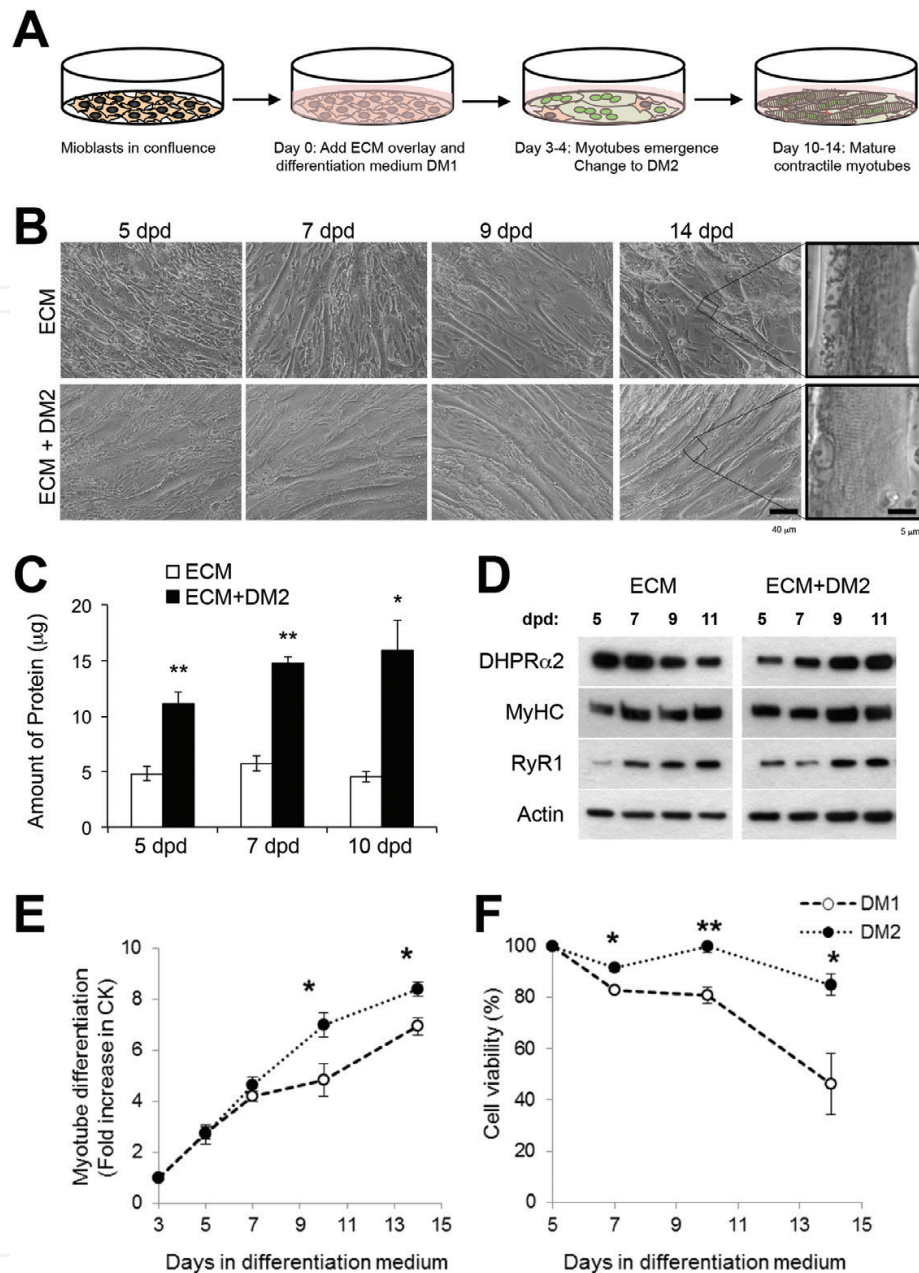 A
Mioblasts in confluence
Day 0: Add ECM overlay and
differentiation medium DM1
Day 3-4: Myotubes emergence
Change to DM2
Day 10-14: Mature
contractile myotubes
B
5 dpd 7 dpd 9 dpd 14 dpd
ECM
ECM + DM2
40 μm 5 μm
C
ECM
ECM+DM2
Amount of Protein (μg)
20
15
10
5
0
** ** *
5 dpd 7 dpd 10 dpd
D
ECM ECM+DM2
dpd: 5 7 9 11 5 7 9 11
DHPRα2
MyHC
RyR1
Actin
E
Myotube differentiation
(Fold increase in CK)
10
8
6
4
2
0
* *
3 5 7 9 11 13 15
Days in differentiation medium
F
DM1
DM2
Cell viability (%)
100
80
60
40
20
0
* ** *
5 7 9 11 13 15
Days in differentiation medium